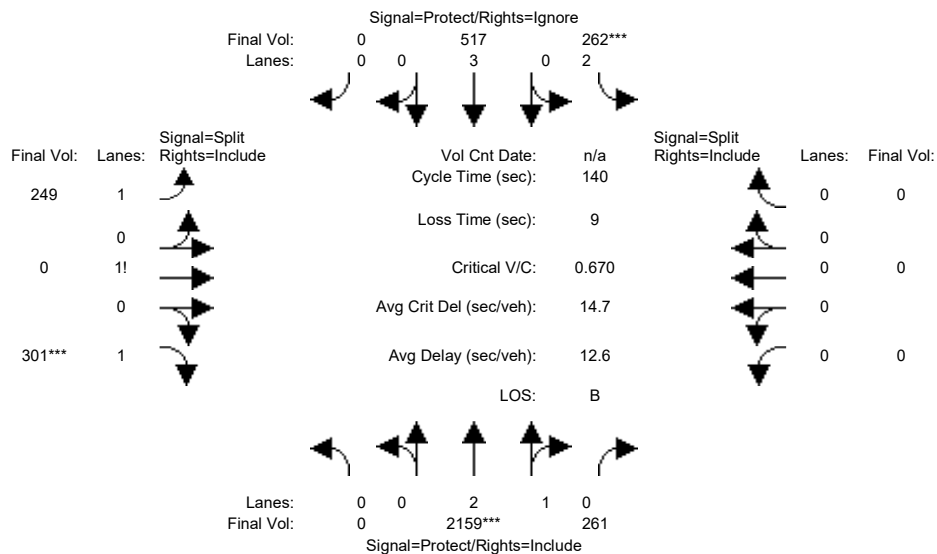 Signal=Protect/Rights=Ignore
Final Vol: 0 517 262***
Lanes: 0 0 3 0 2
Signal=Split
Final Vol: Lanes: Rights=Include
Vol Cnt Date: n/a
Signal=Split
Rights=Include Lanes: Final Vol:
Cycle Time (sec): 140
249 1
0 0
Loss Time (sec): 9
0
0
0 1!
Critical V/C: 0.670
0 0
0
Avg Crit Del (sec/veh): 14.7
0
301*** 1
Avg Delay (sec/veh): 12.6
0 0
LOS: B
Lanes: 0 0 2 1 0
Final Vol: 0 2159*** 261
Signal=Protect/Rights=Include